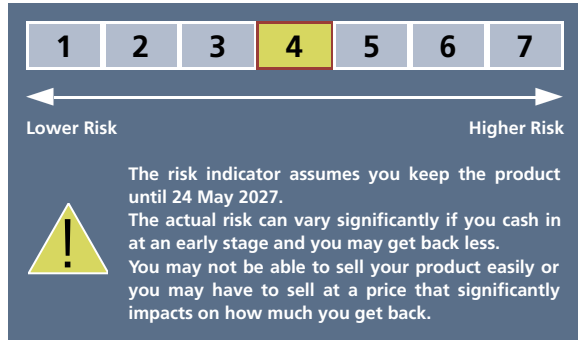 1 2 3 4 5 6 7
Lower Risk Higher Risk
The risk indicator assumes you keep the product
until 24 May 2027.
The actual risk can vary significantly if you cash in
at an early stage and you may get back less.
You may not be able to sell your product easily or
you may have to sell at a price that significantly
impacts on how much you get back.
!